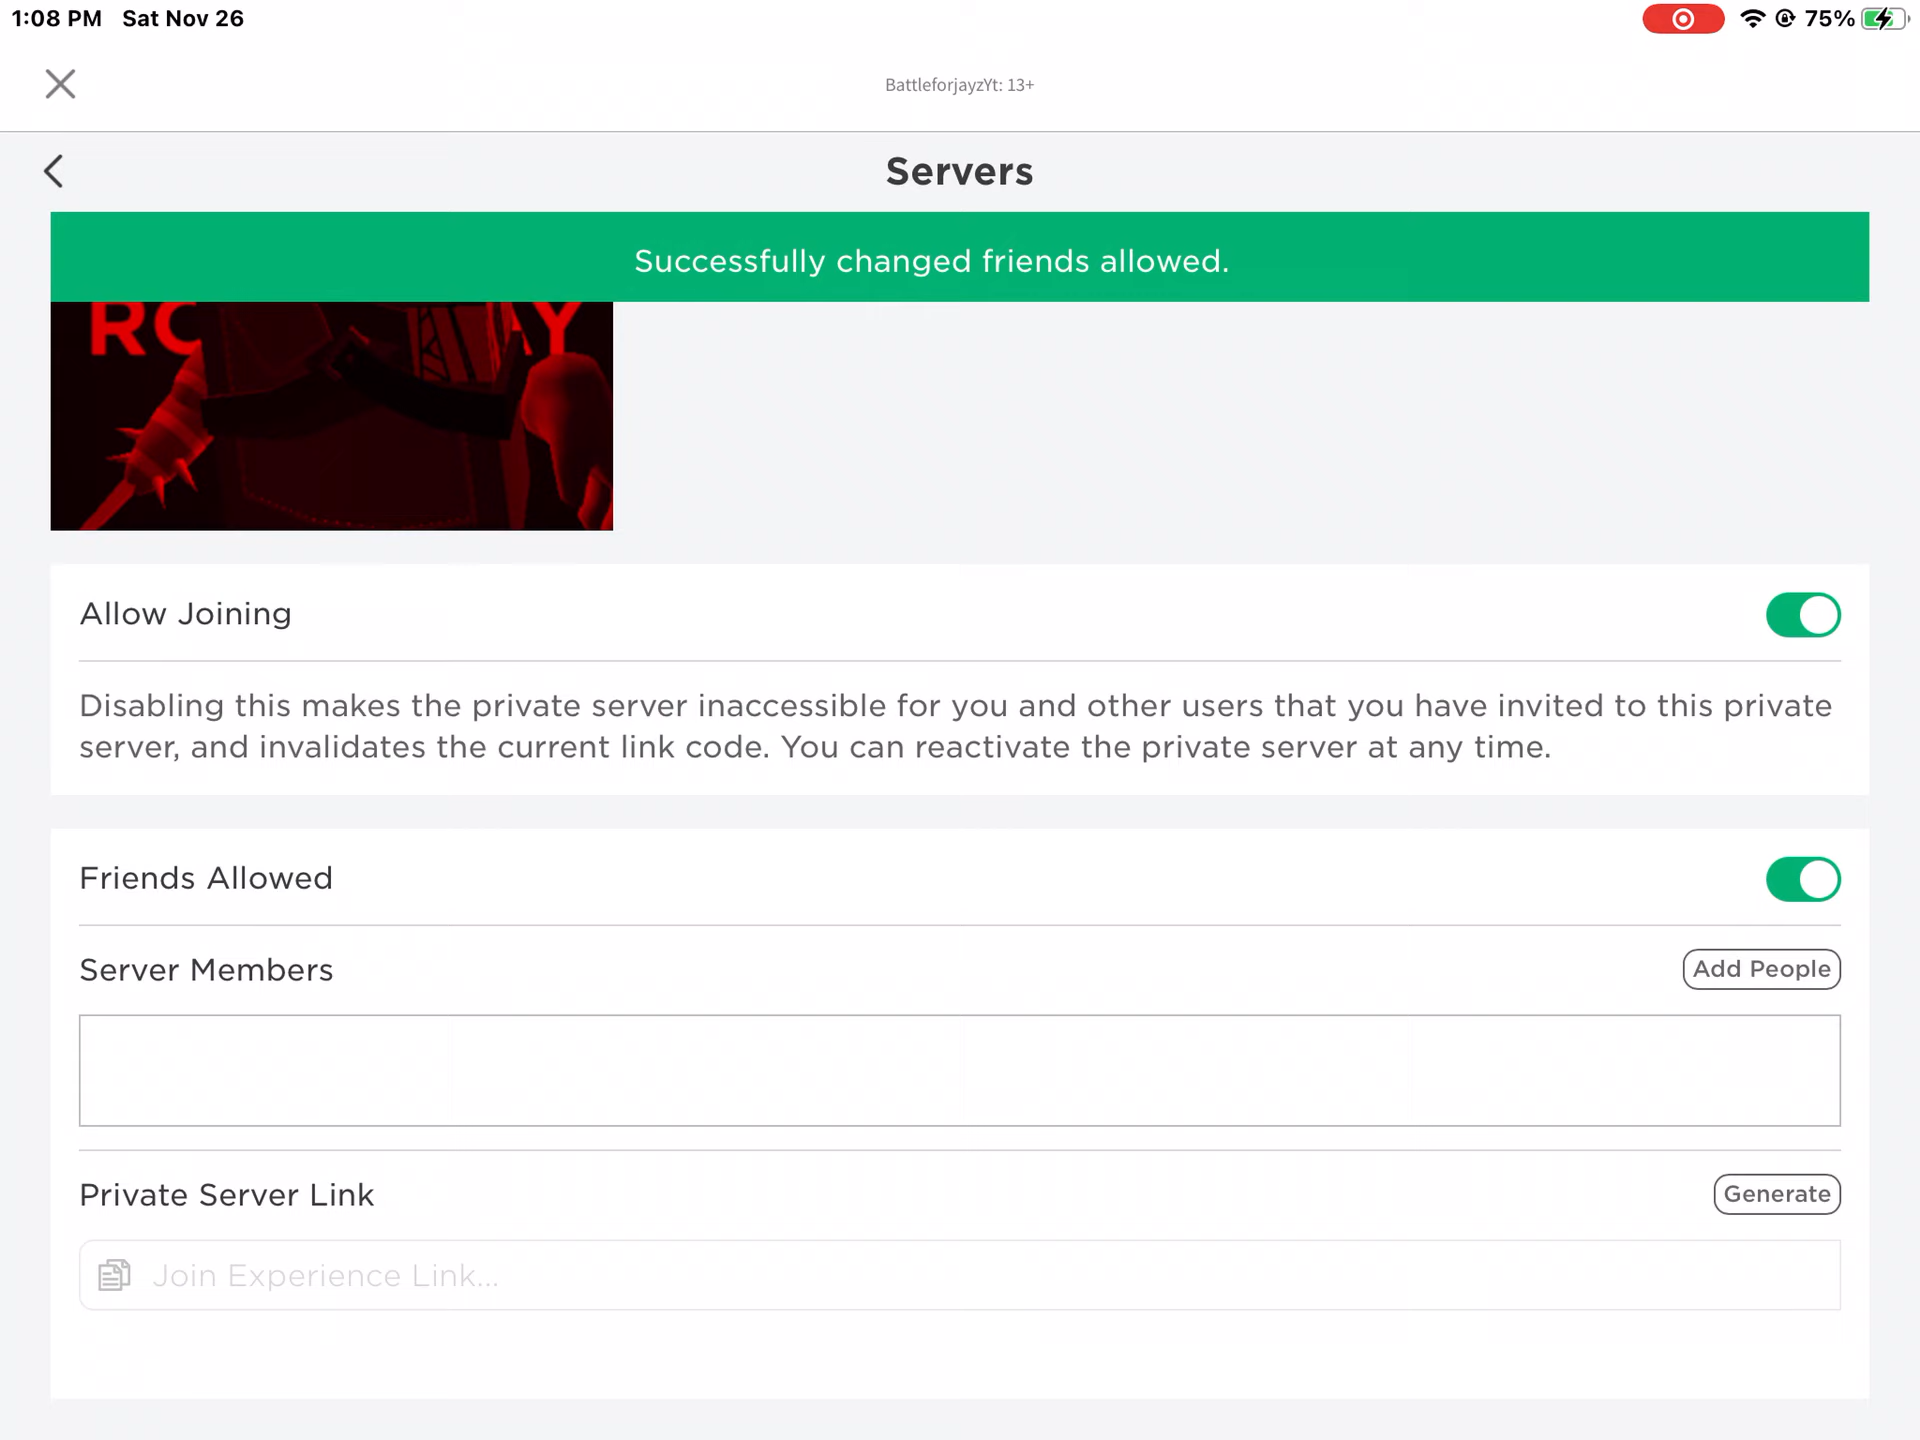 1:08 PM Sat Nov 26
75%
BattleforjayzYt: 13+
Servers
Successfully changed friends allowed.
Allow Joining
Disabling this makes the private server inaccessible for you and other users that you have invited to this private
server, and invalidates the current link code. You can reactivate the private server at any time.
Friends Allowed
Server Members
Add People
Private Server Link
Generate
Join Experience Link...